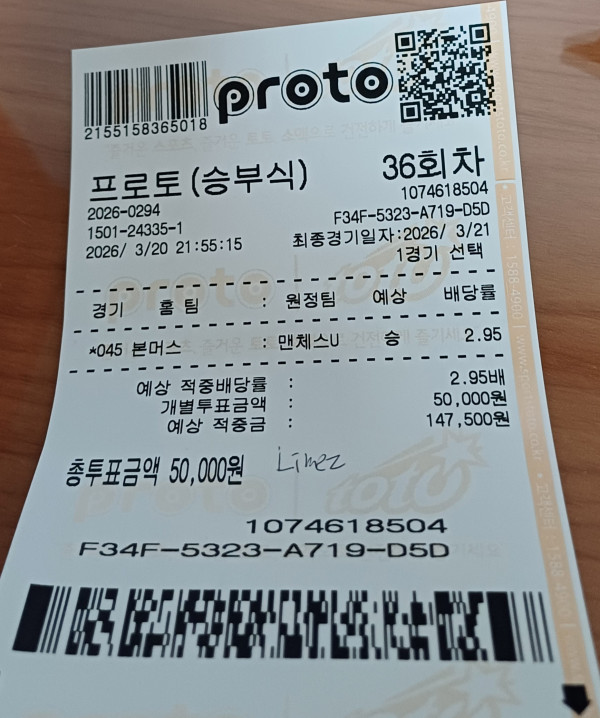 proto
2155158365018
프로토 (승부식) 36회차
2026-0294 1074618504
1501-24335-1 F34F-5323-A719-D5D
2026/ 3/20 21:55:15 최종경기일자:2026/ 3/21
1경기 선택
경기 홈 팀 : 원정팀 예상 배당률
*045 본머스 : 맨체스U 승 2.95
예상 적중배당률 : 2.95배
개별투표금액 : 50,000원
예상 적중금 : 147,500원
총투표금액 50,000원
1074618504
F34F-5323-A719-D5D